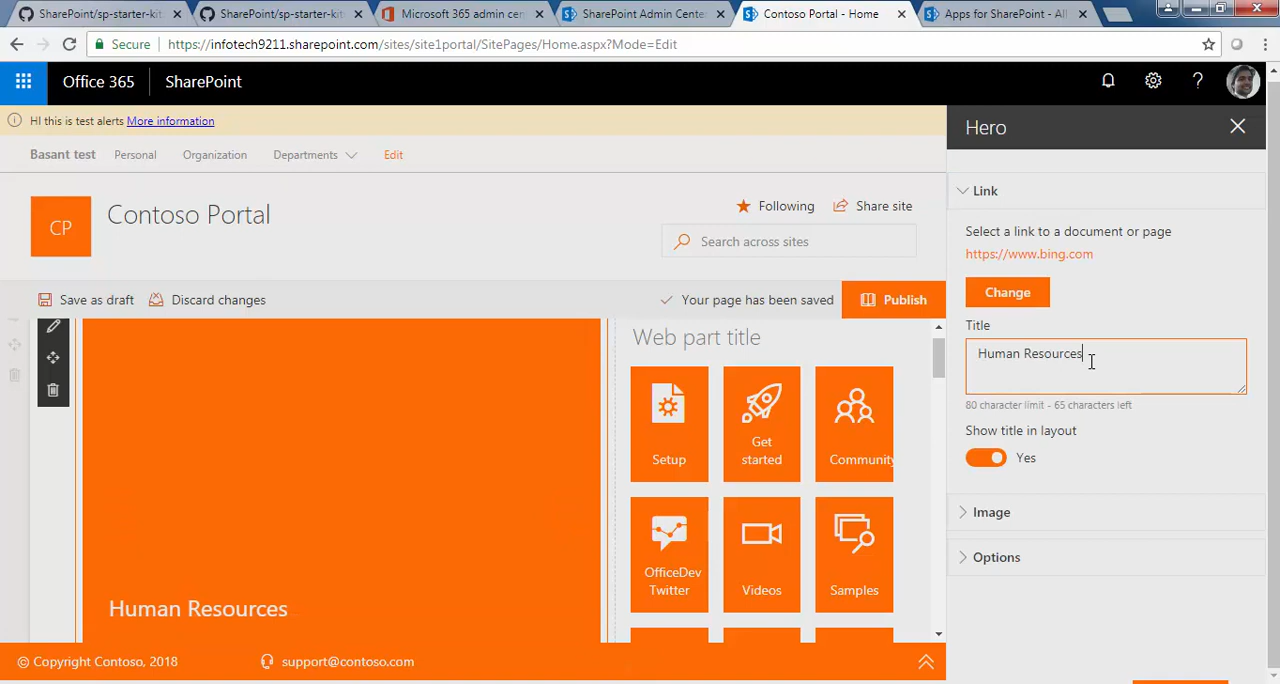 SharePoint/sp-starter-kit
SharePoint/sp-starter-kit
Microsoft 365 admin cen
SharePoint Admin Cente
Contoso Portal - Home
Apps for SharePoint - All
Secure
https://infotech9211.sharepoint.com/sites/site1portal/SitePages/Home.aspx?Mode=Edit
Office 365
SharePoint
HI this is test alerts More information
Basant test
Personal
Organization
Departments
Edit
CP
Contoso Portal
Following
Share site
Search across sites
Save as draft
Discard changes
Your page has been saved
Publish
Human Resources
Web part title
Setup
Get
started
Community
OfficeDev
Twitter
Videos
Samples
Hero
Link
Select a link to a document or page
https://www.bing.com
Change
Title
Human Resources
80 character limit - 65 characters left
Show title in layout
Yes
Image
Options
© Copyright Contoso, 2018
support@contoso.com